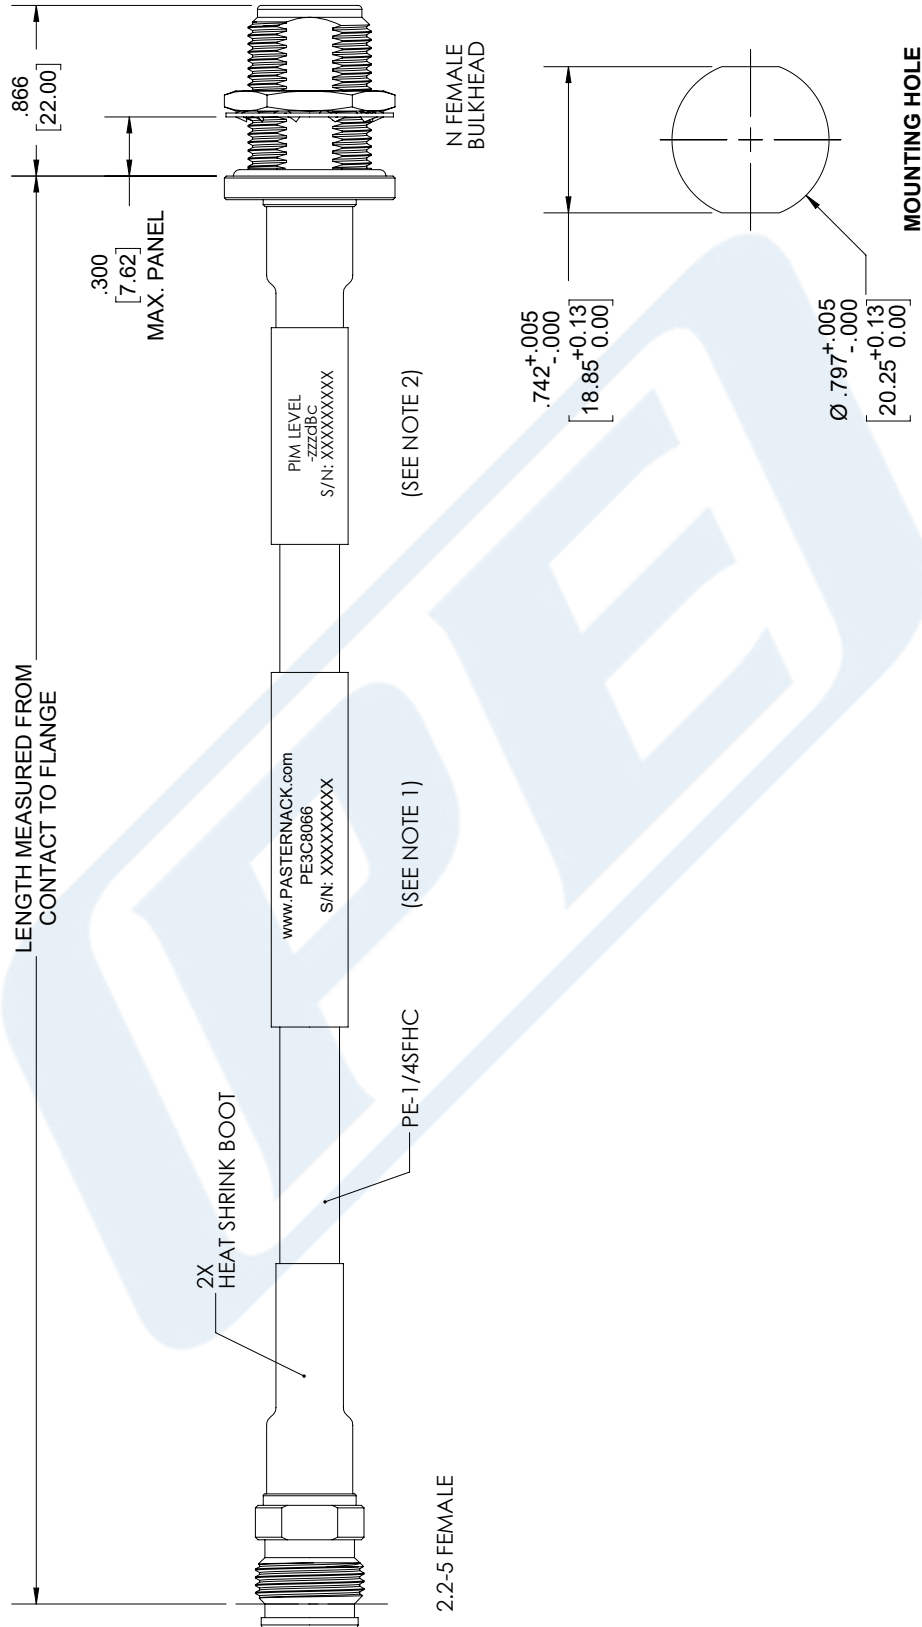 LENGTH MEASURED FROM
CONTACT TO FLANGE
.866
[22.00]
.300
[7.62]
MAX. PANEL
2X
HEAT SHRINK BOOT
www.PASTERNACK.com
PE3C8066
S/N: XXXXXXXXXX
PIM LEVEL
-zzzdBc
S/N: XXXXXXXXX
PE-1/4SFHC
(SEE NOTE 1)
(SEE NOTE 2)
2.2-5 FEMALE
N FEMALE
BULKHEAD
.742 +.005 -.000
[18.85 +0.13 0.00]
Ø .797 +.005 -.000
[20.25 +0.13 0.00]
MOUNTING HOLE
PE